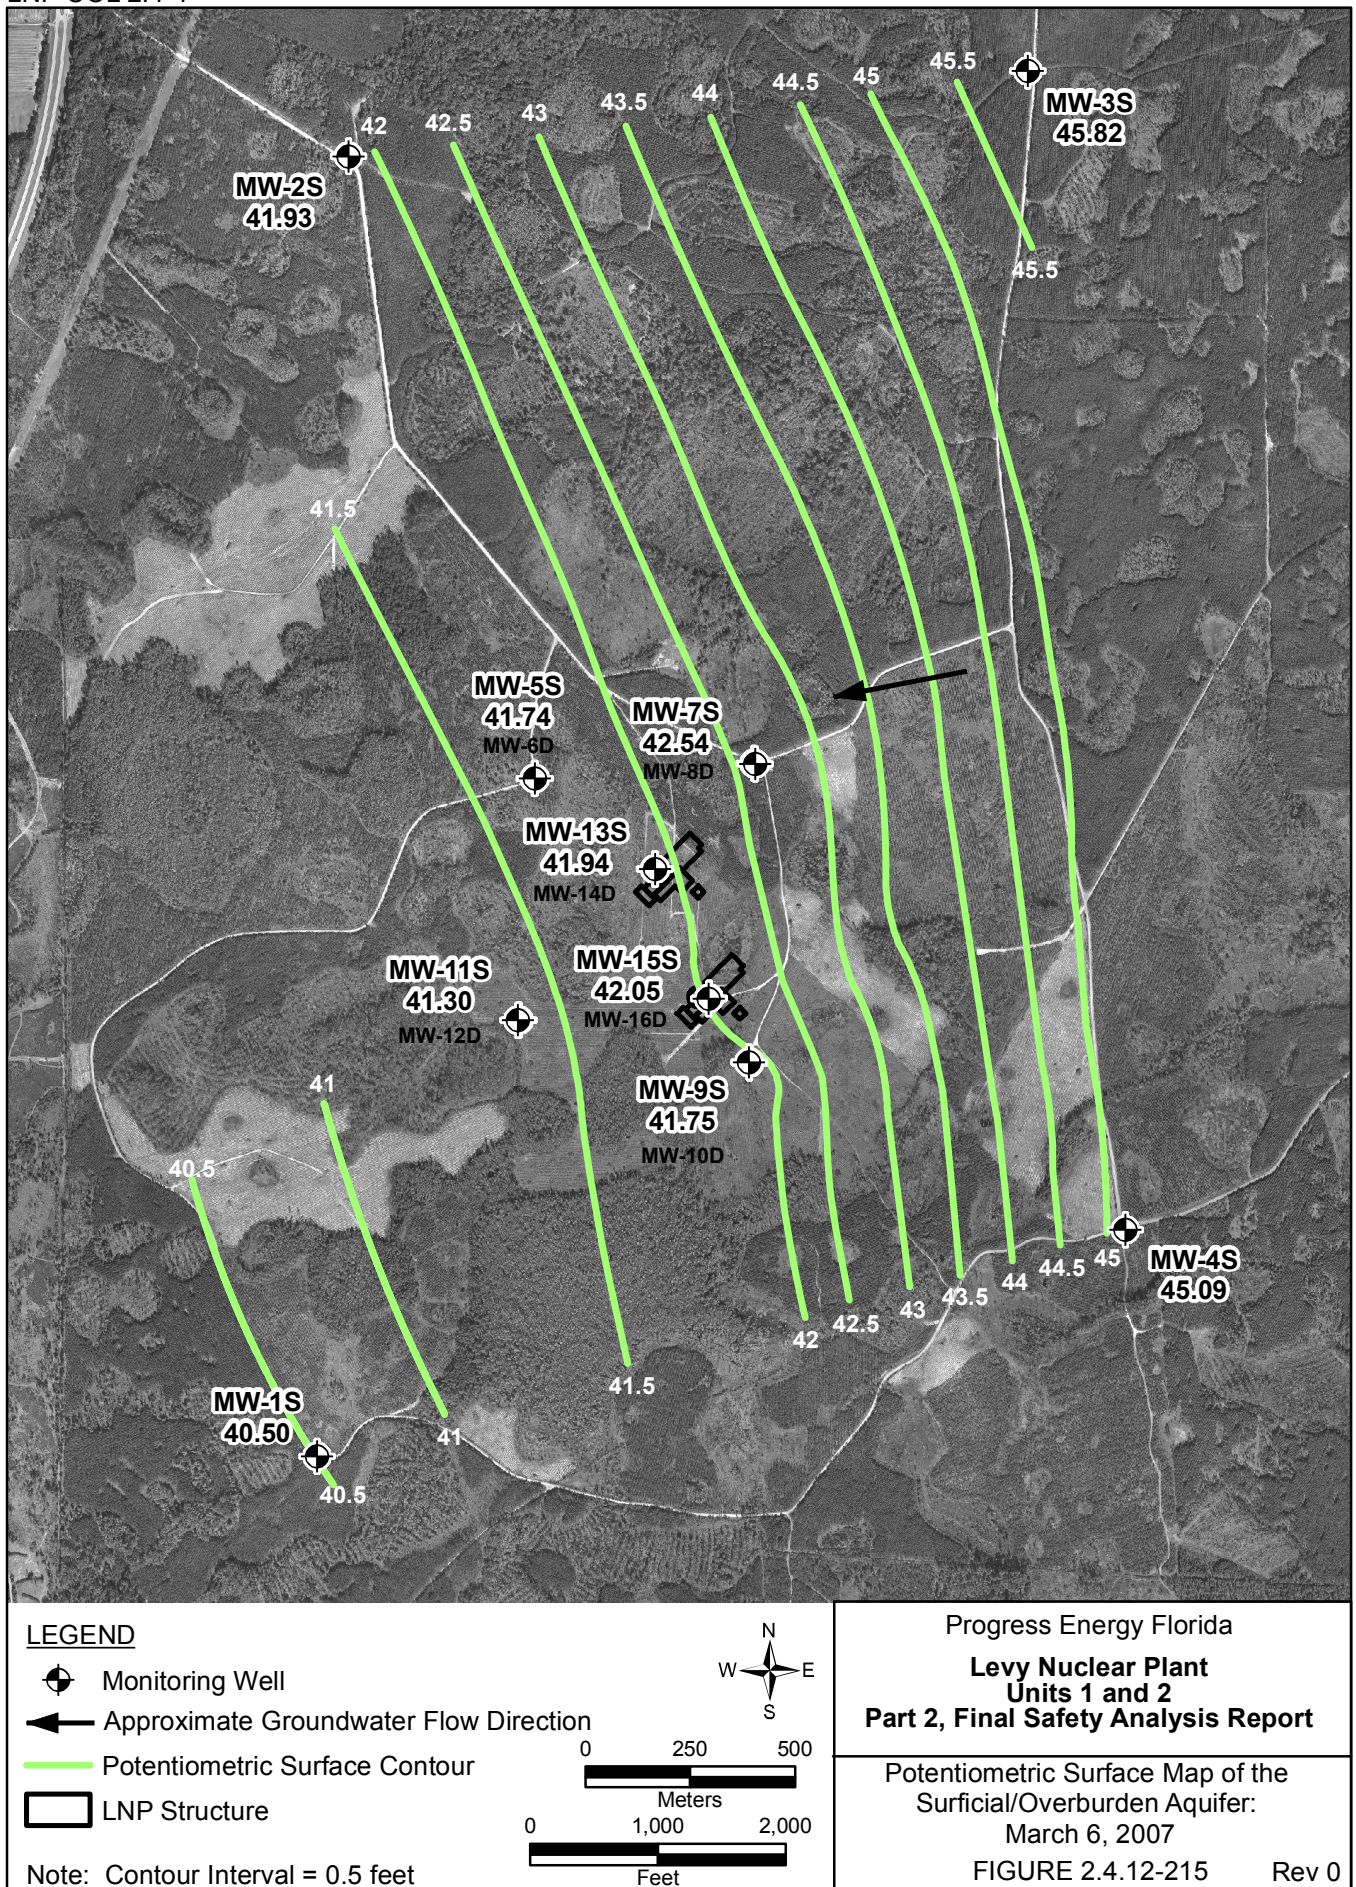 45.5
45
44.5
44
43.5
43
42.5
42
MW-3S
45.82
MW-2S
41.93
45.5
41.5
MW-5S
41.74
MW-6D
MW-7S
42.54
MW-8D
MW-13S
41.94
MW-14D
MW-11S
41.30
MW-12D
MW-15S
42.05
MW-16D
MW-9S
41.75
MW-10D
41
40.5
MW-4S
45.09
45
44.5
44
43.5
43
42.5
42
41.5
MW-1S
40.50
41
40.5
LEGEND
Monitoring Well
Approximate Groundwater Flow Direction
Potentiometric Surface Contour
LNP Structure
Note: Contour Interval = 0.5 feet
N
W E
S
0 250 500
Meters
0 1,000 2,000
Feet
Progress Energy Florida
Levy Nuclear Plant
Units 1 and 2
Part 2, Final Safety Analysis Report
Potentiometric Surface Map of the
Surficial/Overburden Aquifer:
March 6, 2007
FIGURE 2.4.12-215 Rev 0